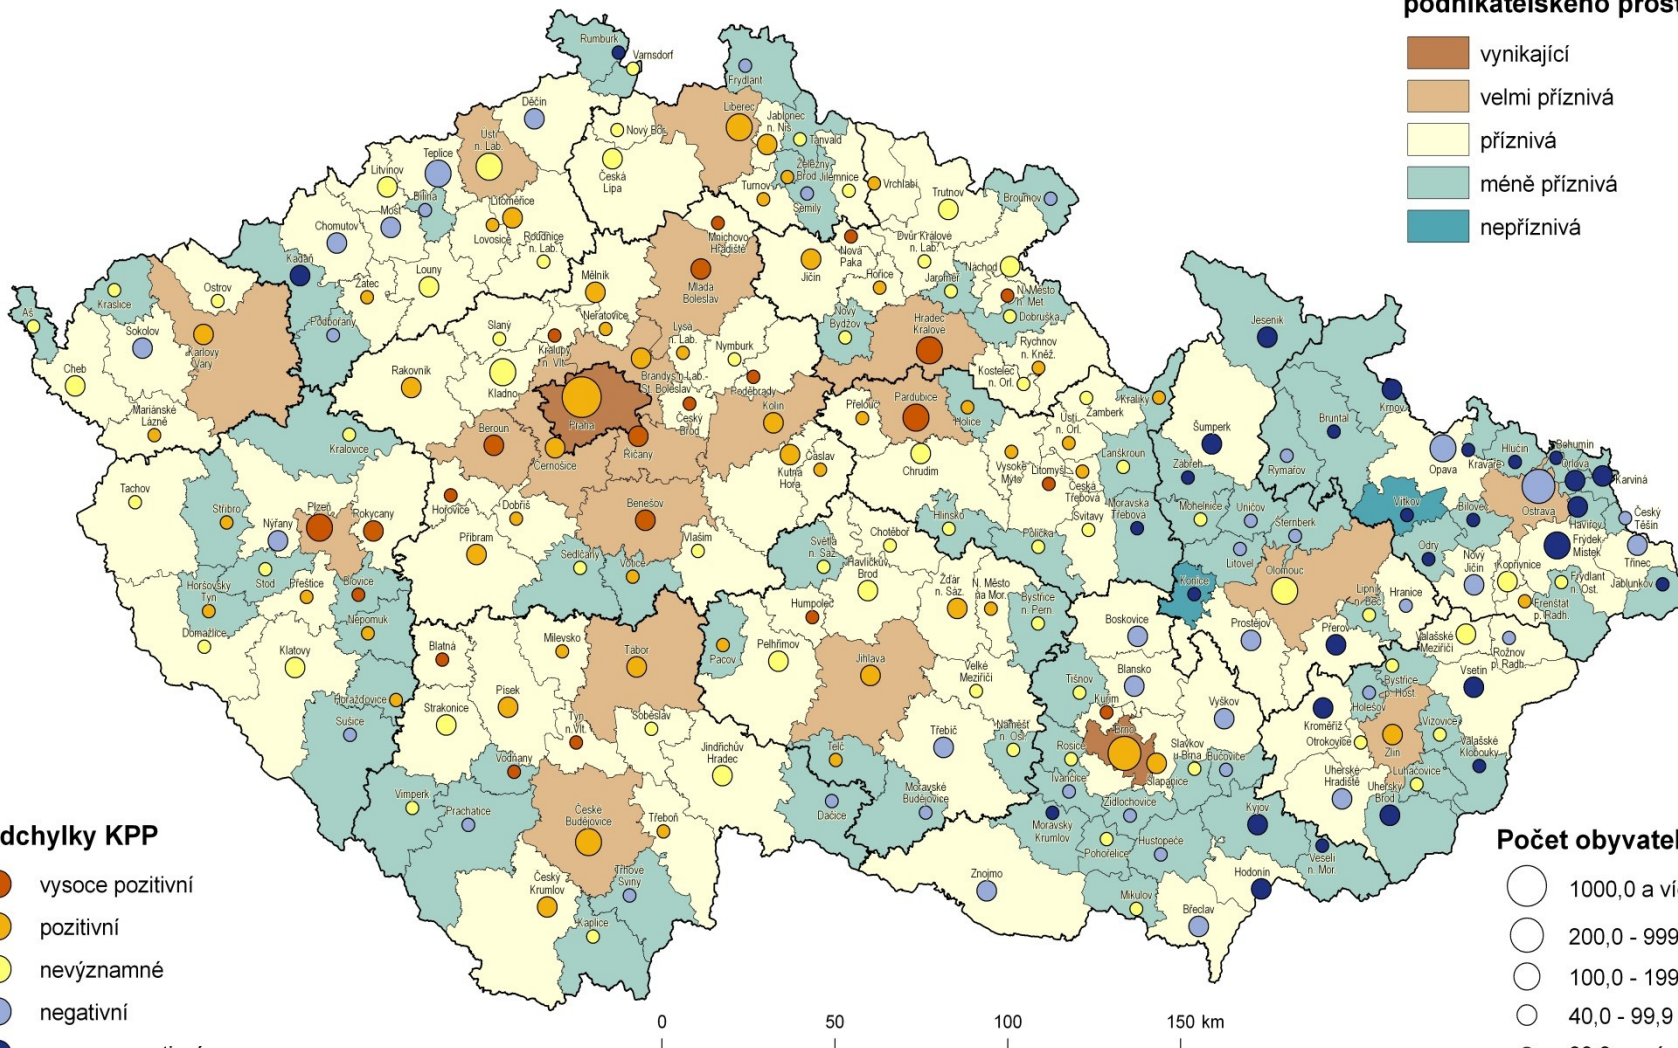 podnikatelského prost
vynikající
velmi příznivá
příznivá
méně příznivá
nepříznivá
Rumburk
Varnsdorf
Frýdlant
Děčín
Liberec
Jablonec
n. Nis.
Nový Bor
Tanvald
Ústí
n. Lab.
Teplice
Litvínov
Česká
Lípa
Železný
Brod
Jilemnice
Turnov
Semily
Vrchlabí
Trutnov
Broumov
Bílina
Most
Litoměřice
Chomutov
Lovosice
Roudnice
n. Lab.
Mnichovo
Hradiště
Nová
Paka
Dvůr Králové
n. Lab.
Kadaň
Louny
Žatec
Mělník
Mladá
Boleslav
Jičín
Hořice
Jaroměř
Náchod
N. Město
n. Met.
Dobruška
Kraslice
Ostrov
Aš
Sokolov
Karlovy
Vary
Podbořany
Slaný
Neratovice
Kralupy
n. Vlt.
Lysá
n. Lab.
Nymburk
Nový
Bydžov
Hradec
Králové
Rychnov
n. Kněž.
Kostelec
n. Orl.
Jeseník
Cheb
Rakovník
Kladno
Brandýs n. Lab.-
St. Boleslav
Poděbrady
Mariánské
Lázně
Praha
Český
Brod
Kolín
Přelouč
Pardubice
Holice
Žamberk
Králíky
Bruntál
Krnov
Kralovice
Beroun
Černošice
Říčany
Kutná
Hora
Čáslav
Chrudim
Vysoké
Mýto
Ústí
n. Orl.
Litomyšl
Česká
Třebová
Lanškroun
Šumperk
Zábřeh
Rýmařov
Opava
Kravaře
Hlučín
Bohumín
Orlová
Karviná
Tachov
Stříbro
Nýřany
Plzeň
Rokycany
Hořovice
Dobříš
Benešov
Vlašim
Příbram
Sedlčany
Votice
Světlá
n. Sáz.
Chotěboř
Hlinsko
Polička
Svitavy
Moravská
Třebová
Mohelnice
Uničov
Šternberk
Litovel
Vítkov
Bílovec
Ostrava
Havířov
Český
Těšín
Odry
Nový
Jičín
Kopřivnice
Frýdek-
Místek
Třinec
Jablunkov
Frýdlant
n. Ost.
Frenštát
p. Radh.
Horšovský
Týn
Stod
Přeštice
Blovice
Nepomuk
Domažlice
Klatovy
Havlíčkův
Brod
Žďár
n. Sáz.
N. Město
na Mor.
Bystřice
n. Pern.
Konice
Olomouc
Lipník
n. Beč.
Hranice
Boskovice
Prostějov
Přerov
Valašské
Meziříčí
Rožnov
p. Radh.
Humpolec
Pelhřimov
Pacov
Blatná
Milevsko
Tábor
Jihlava
Velké
Meziříčí
Blansko
Tišnov
Kuřim
Vyškov
Bystřice
p. Host.
Holešov
Vsetín
Horažďovice
Sušice
Strakonice
Písek
Týn
n.Vlt.
Soběslav
Jindřichův
Hradec
Třebíč
Náměšť
n. Osl.
Rosice
Brno
Slavkov
u Brna
Bučovice
Šlapanice
Ivančice
Kroměříž
Otrokovice
Zlín
Vizovice
Valašské
Klobouky
Luhačovice
Uherské
Hradiště
Uherský
Brod
Vodňany
Vimperk
Prachatice
České
Budějovice
Třeboň
Telč
Dačice
Moravské
Budějovice
Moravský
Krumlov
Židlochovice
Pohořelice
Hustopeče
Kyjov
Veselí
n. Mor.
Hodonín
Český
Krumlov
Trhové
Sviny
Kaplice
Znojmo
Mikulov
Břeclav
dchylky KPP
vysoce pozitivní
pozitivní
nevýznamné
negativní
Počet obyvatel
1000,0 a ví
200,0 - 999
100,0 - 199
40,0 - 99,9
0 50 100 150 km